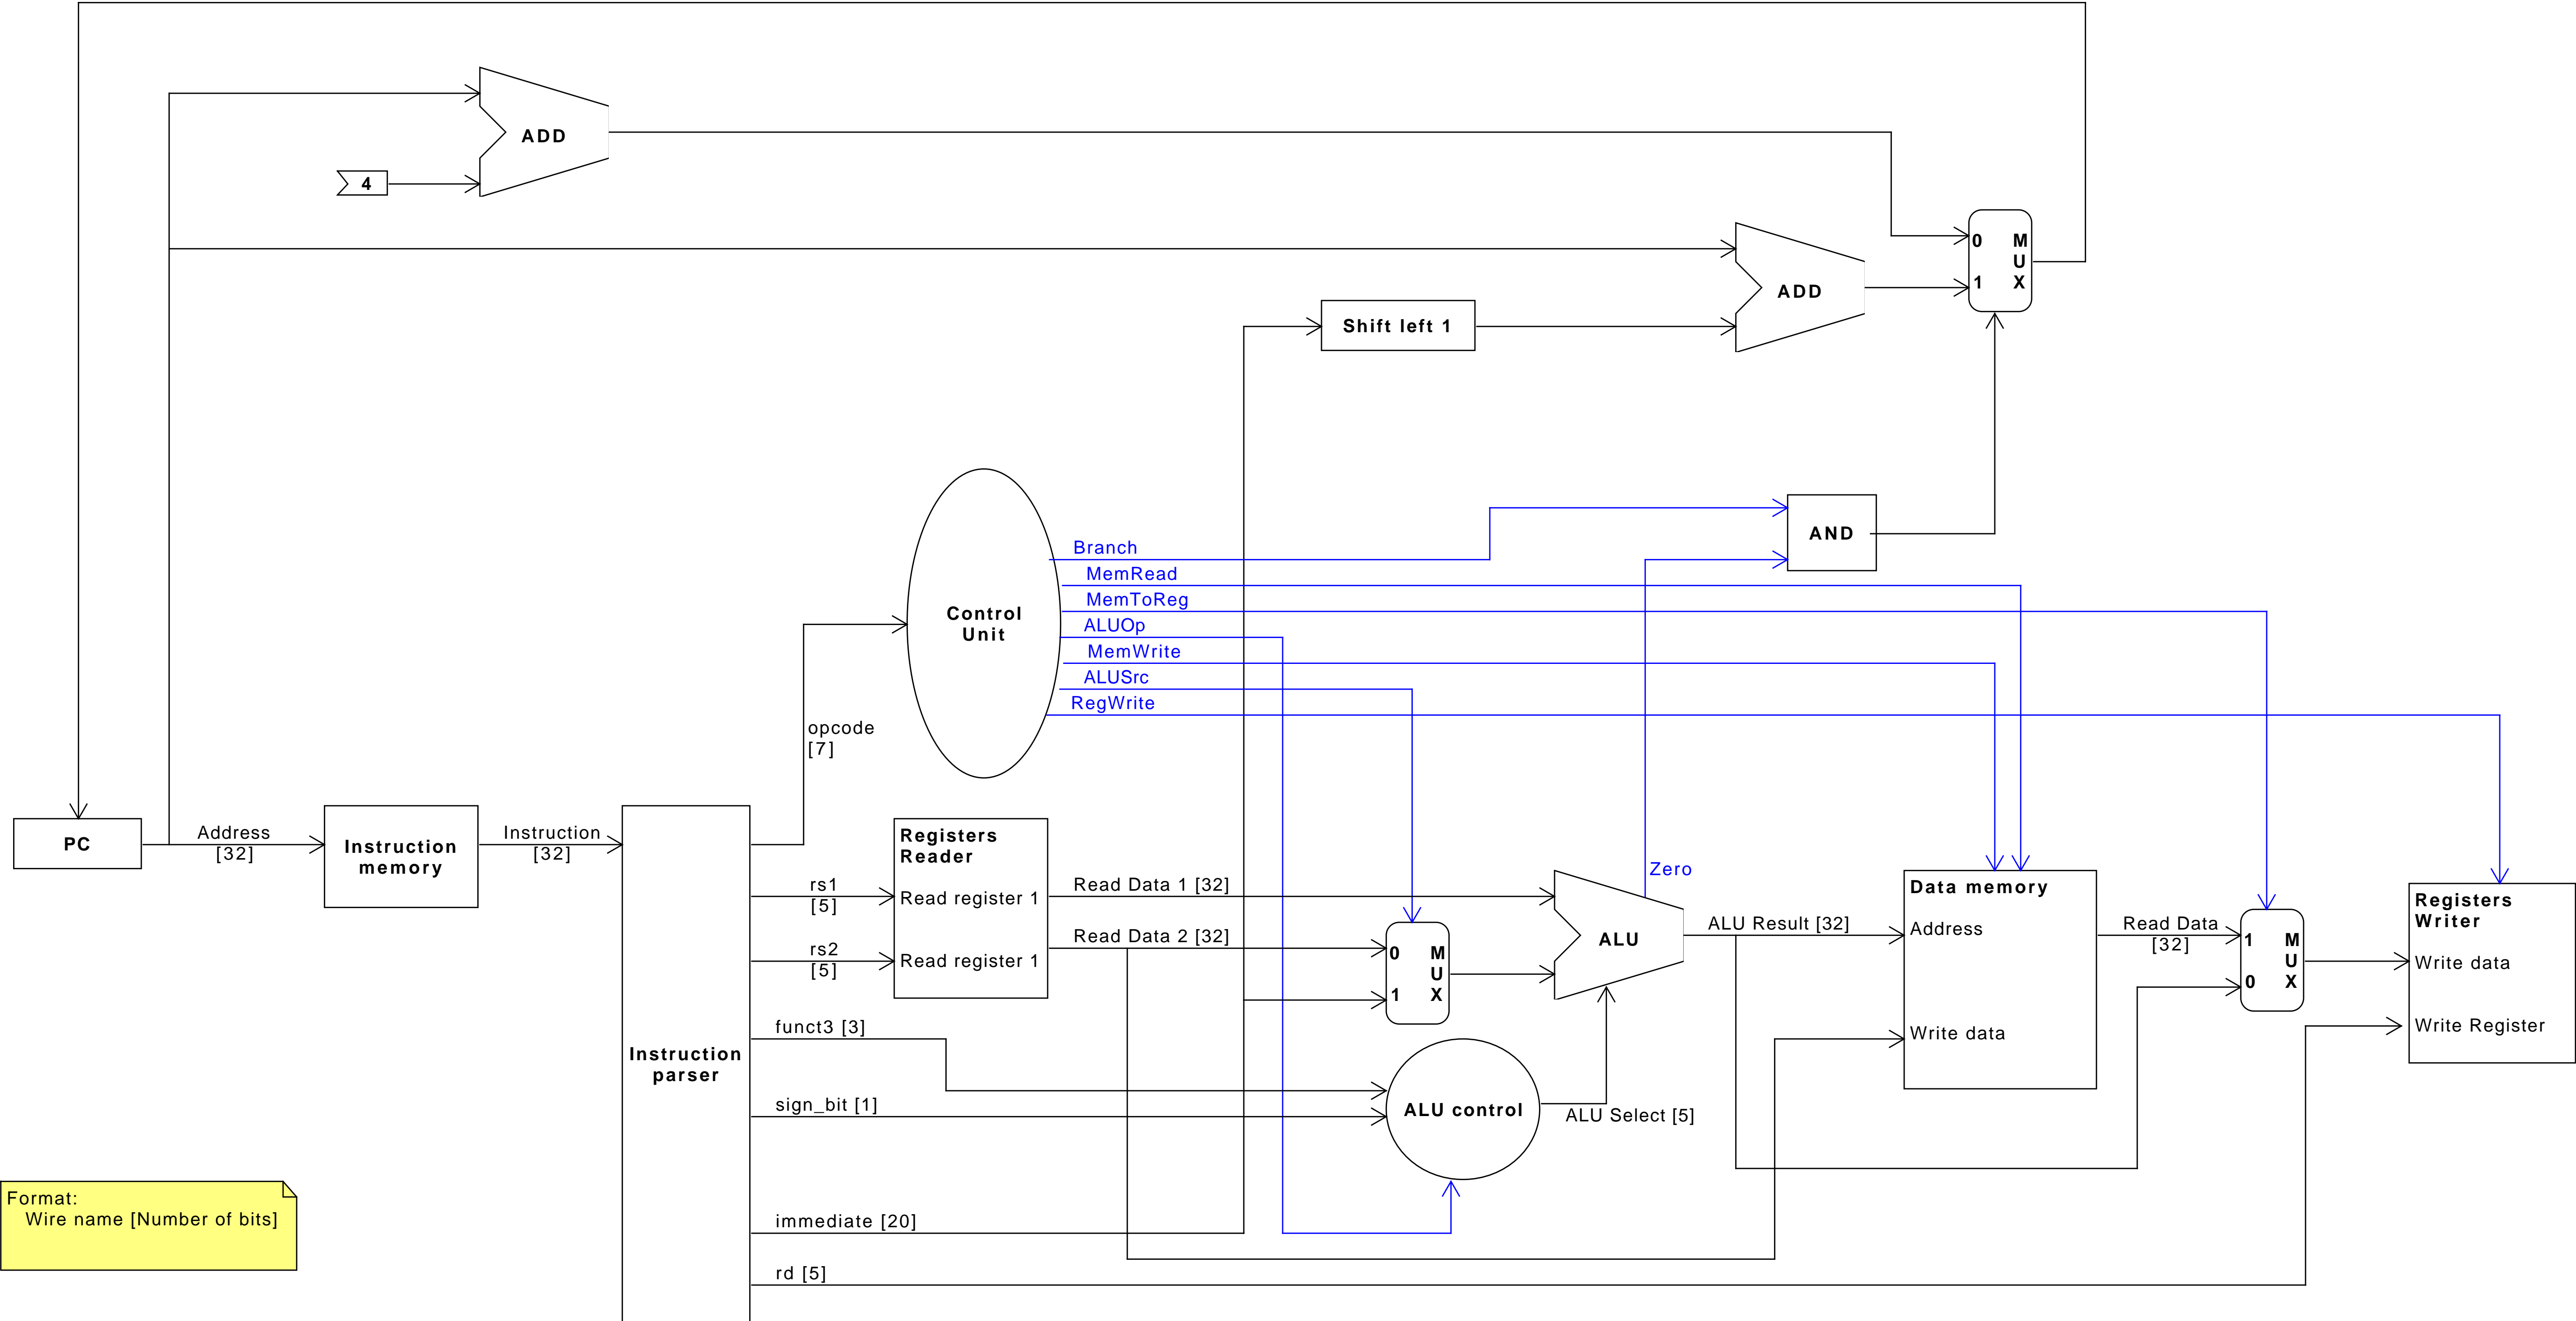 ADD
4
0 M
U
1 X
ADD
Shift left 1
AND
Branch
MemRead
MemToReg
Control
Unit
ALUOp
MemWrite
ALUSrc
RegWrite
opcode
[7]
PC
Address
[32]
Instruction
memory
Instruction
[32]
Instruction
parser
Registers
Reader
Read register 1
Read register 1
rs1
[5]
rs2
[5]
Read Data 1 [32]
Read Data 2 [32]
0 M
U
1 X
Zero
ALU
ALU Result [32]
Data memory
Address
Write data
Read Data
[32]
1 M
U
0 X
Registers
Writer
Write data
Write Register
funct3 [3]
sign_bit [1]
ALU control
ALU Select [5]
immediate [20]
rd [5]
Format:
Wire name [Number of bits]